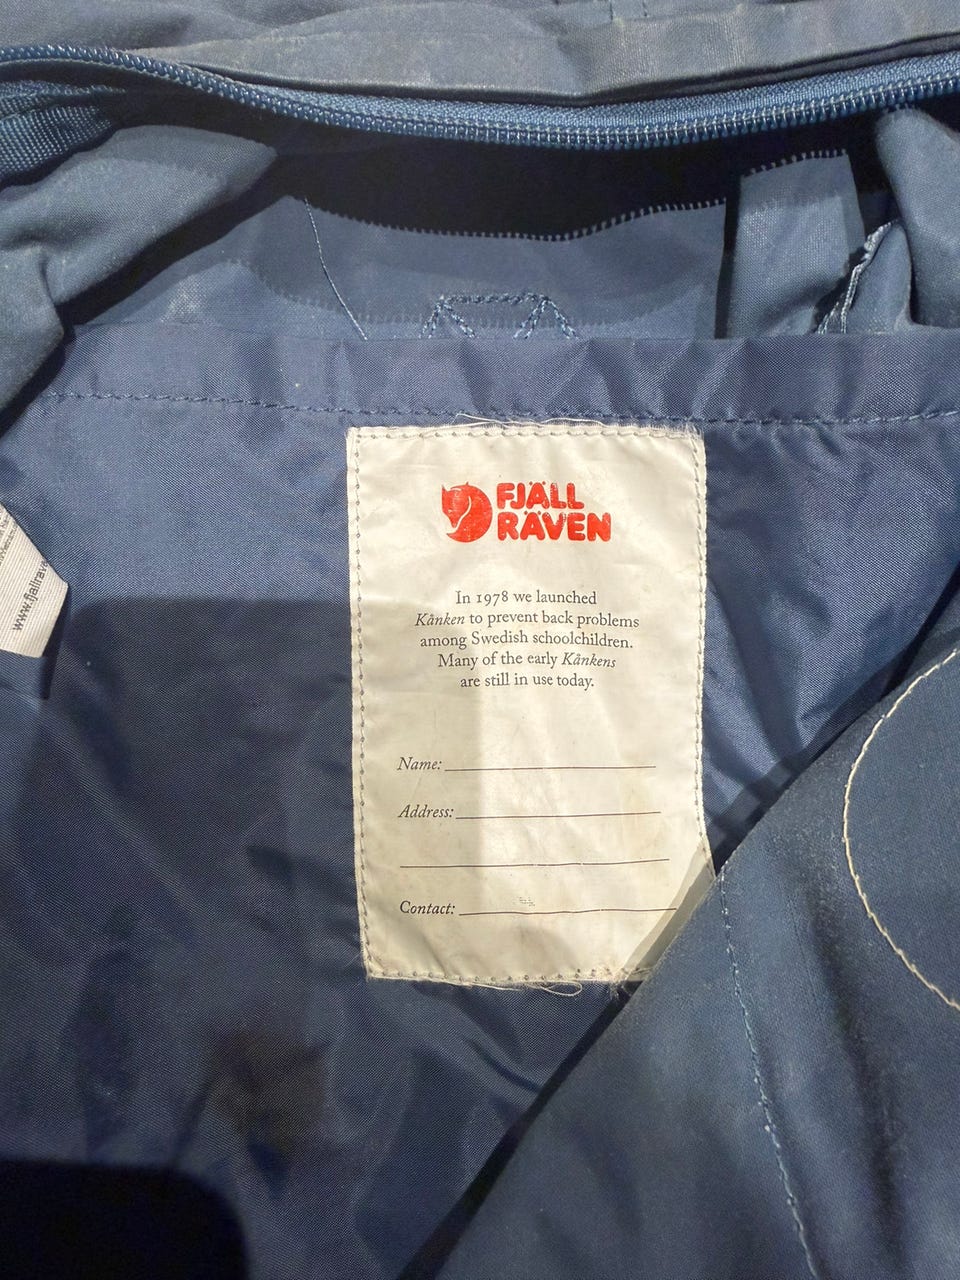 FJÄLL
RÄVEN
In 1978 we launched
Kånken to prevent back problems
among Swedish schoolchildren.
Many of the early Kånkens
are still in use today.
Name:
Address:
Contact:
www.fjallrave